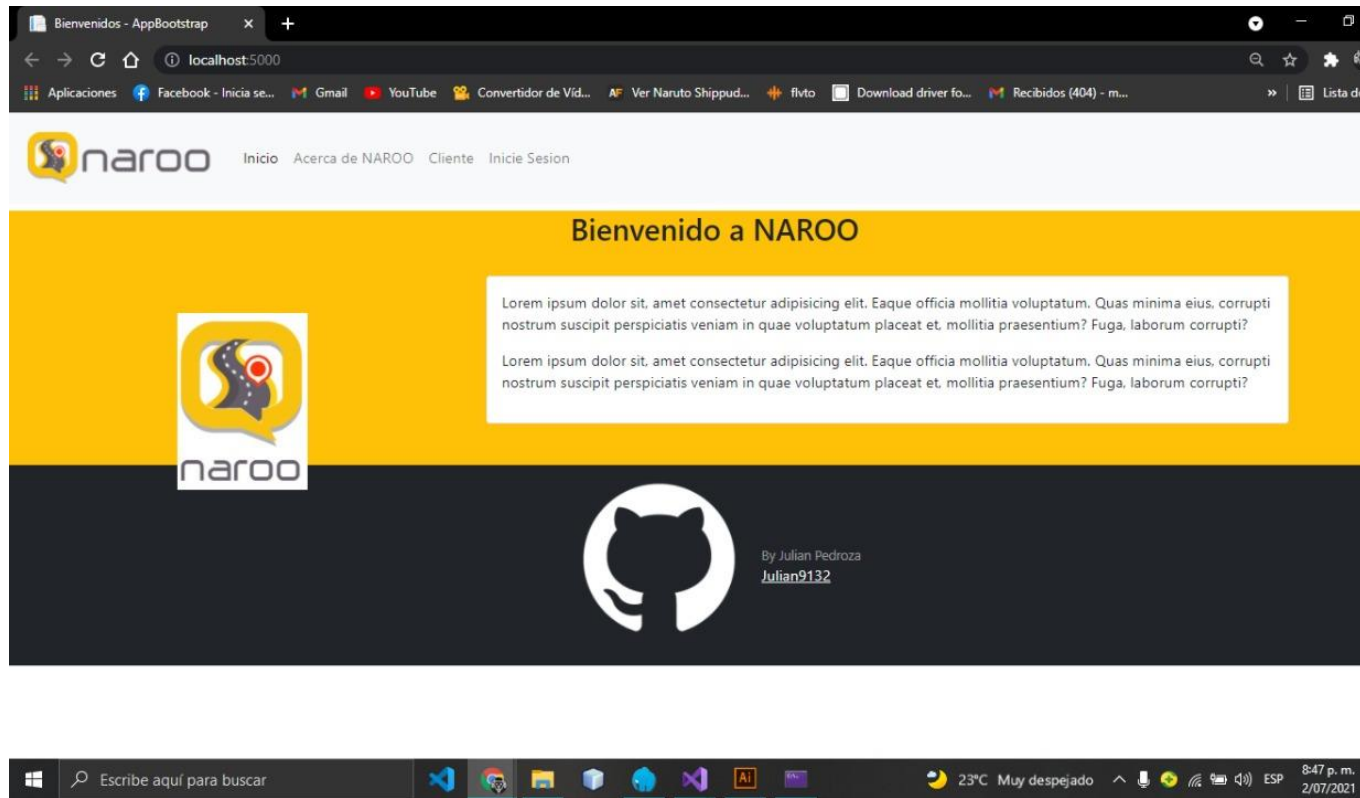 Bienvenidos - AppBootstrap
localhost:5000
Aplicaciones Facebook - Inicia se... Gmail YouTube Convertidor de Víd... AF Ver Naruto Shippud... flvto Download driver fo... Recibidos (404) - m... » Lista de
naroo Inicio Acerca de NAROO Cliente Inicie Sesion
Bienvenido a NAROO
Lorem ipsum dolor sit, amet consectetur adipisicing elit. Eaque officia mollitia voluptatum. Quas minima eius, corrupti
nostrum suscipit perspiciatis veniam in quae voluptatum placeat et, mollitia praesentium? Fuga, laborum corrupti?
Lorem ipsum dolor sit, amet consectetur adipisicing elit. Eaque officia mollitia voluptatum. Quas minima eius, corrupti
nostrum suscipit perspiciatis veniam in quae voluptatum placeat et, mollitia praesentium? Fuga, laborum corrupti?
naroo
By Julian Pedroza
Julian9132
Escribe aquí para buscar Ai 23°C Muy despejado ESP 8:47 p. m.
2/07/2021